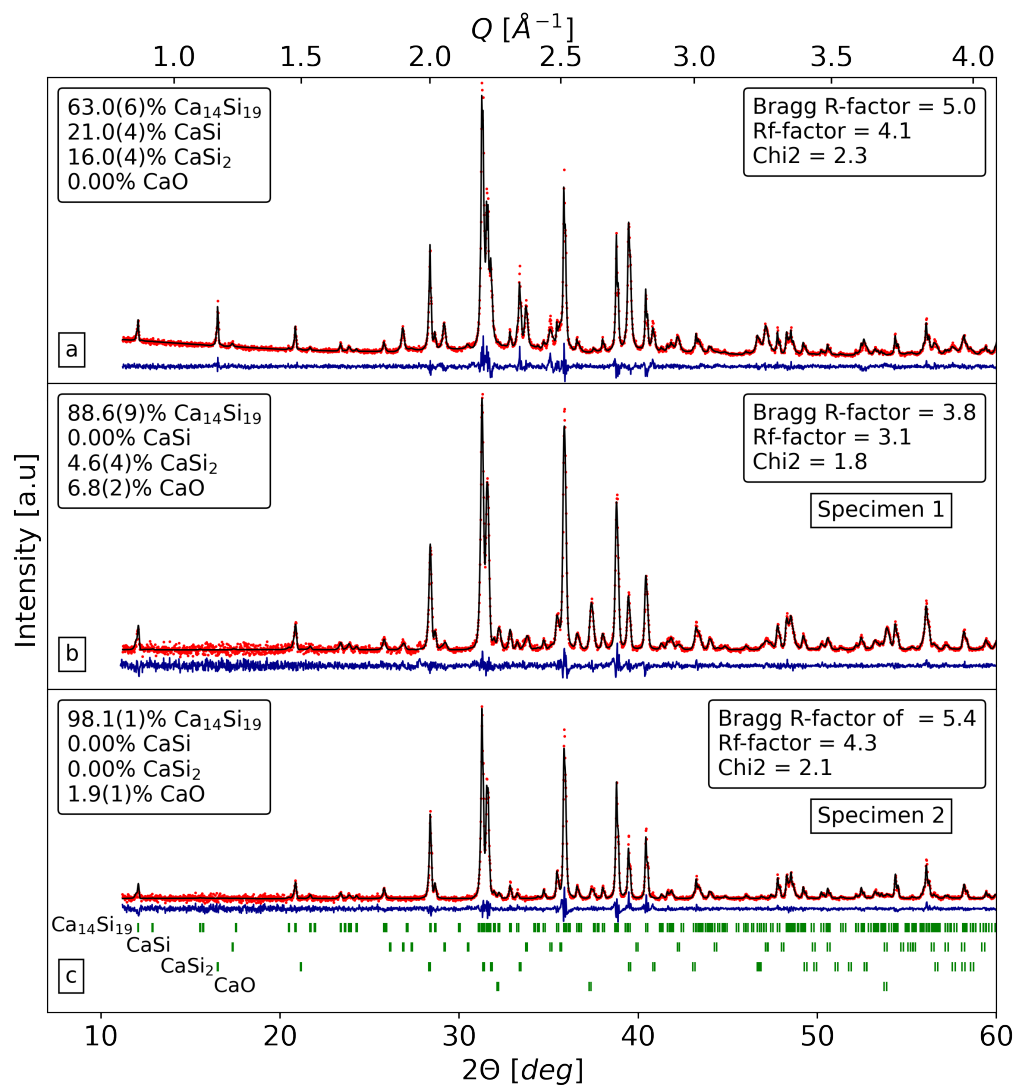 Q [Å⁻¹]
1.0 1.5 2.0 2.5 3.0 3.5 4.0
63.0(6)% Ca₁₄Si₁₉
21.0(4)% CaSi
16.0(4)% CaSi₂
0.00% CaO
Bragg R-factor = 5.0
Rf-factor = 4.1
Chi2 = 2.3
a
88.6(9)% Ca₁₄Si₁₉
0.00% CaSi
4.6(4)% CaSi₂
6.8(2)% CaO
Bragg R-factor = 3.8
Rf-factor = 3.1
Chi2 = 1.8
Specimen 1
b
Intensity [a.u]
98.1(1)% Ca₁₄Si₁₉
0.00% CaSi
0.00% CaSi₂
1.9(1)% CaO
Bragg R-factor of = 5.4
Rf-factor = 4.3
Chi2 = 2.1
Specimen 2
Ca₁₄Si₁₉
CaSi
CaSi₂
CaO
c
10 20 30 40 50 60
2Θ [deg]